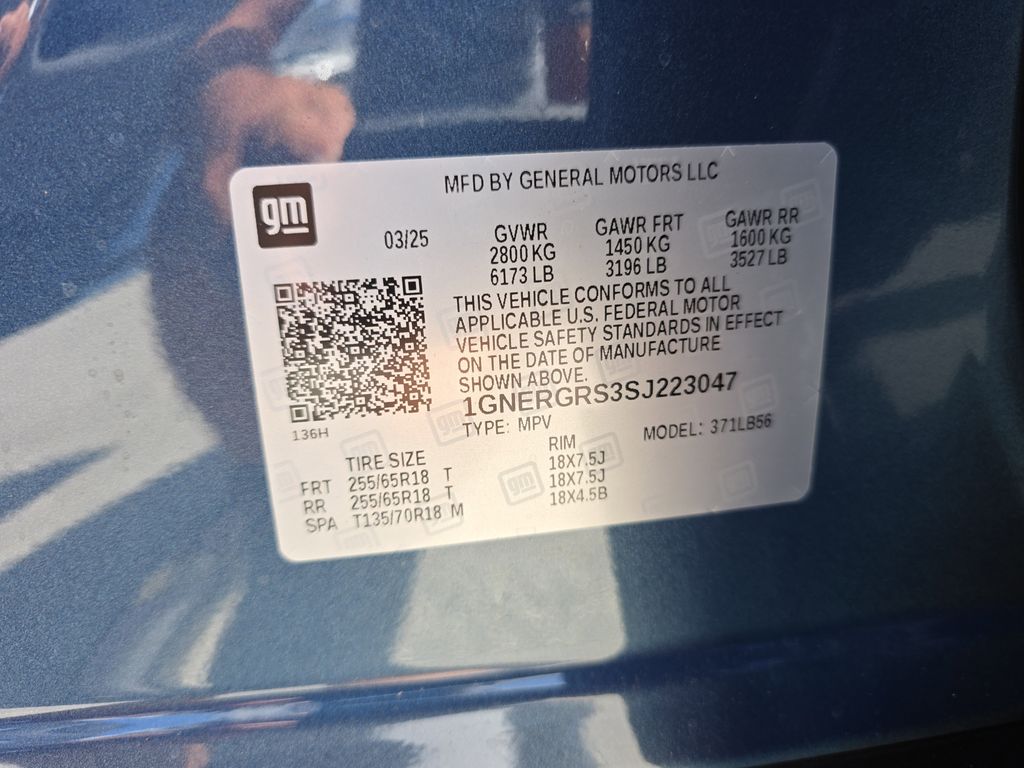 gm
MFD BY GENERAL MOTORS LLC
03/25
GVWR
2800 KG
6173 LB
GAWR FRT
1450 KG
3196 LB
GAWR RR
1600 KG
3527 LB
THIS VEHICLE CONFORMS TO ALL
APPLICABLE U.S. FEDERAL MOTOR
VEHICLE SAFETY STANDARDS IN EFFECT
ON THE DATE OF MANUFACTURE
SHOWN ABOVE.
1GNERGRS3SJ223047
TYPE: MPV
MODEL: 371LB56
136H
TIRE SIZE
RIM
FRT 255/65R18 T 18X7.5J
RR 255/65R18 T 18X7.5J
SPA T135/70R18 M 18X4.5B